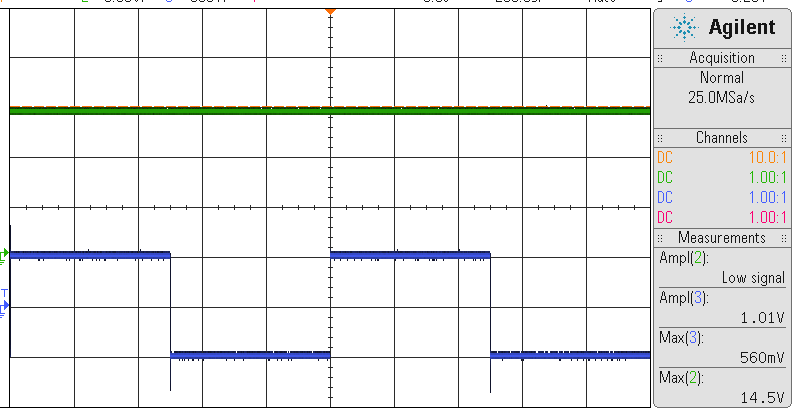 Agilent
Acquisition
Normal
25.0MSa/s
Channels
DC 10.0:1
DC 1.00:1
DC 1.00:1
DC 1.00:1
Measurements
Ampl(2):
Low signal
Ampl(3):
1.01V
Max(3):
560mV
Max(2):
14.5V
T